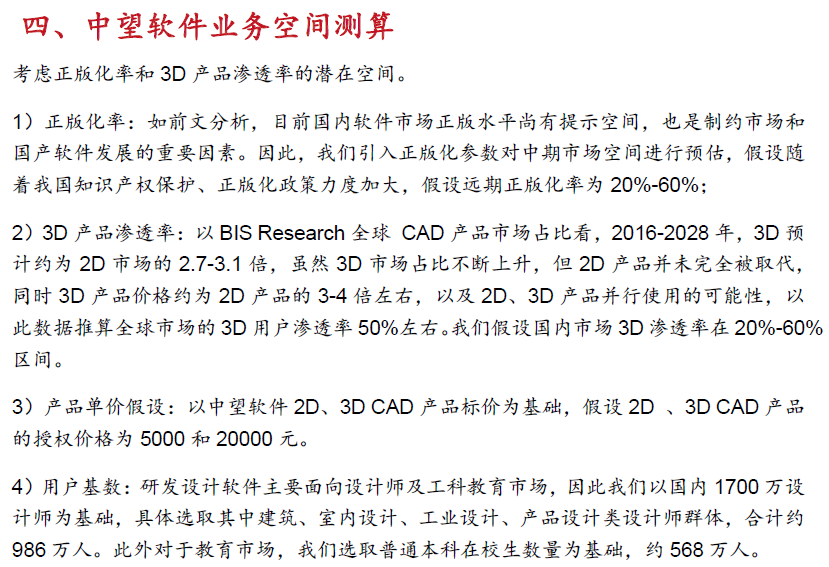 四、中望软件业务空间测算
考虑正版化率和 3D 产品渗透率的潜在空间。
1）正版化率：如前文分析，目前国内软件市场正版水平尚有提示空间，也是制约市场和
国产软件发展的重要因素。因此，我们引入正版化参数对中期市场空间进行预估，假设随
着我国知识产权保护、正版化政策力度加大，假设远期正版化率为 20%-60%；
2）3D 产品渗透率：以 BIS Research 全球 CAD 产品市场占比看，2016-2028 年，3D 预
计约为 2D 市场的 2.7-3.1 倍，虽然 3D 市场占比不断上升，但 2D 产品并未完全被取代，
同时 3D 产品价格约为 2D 产品的 3-4 倍左右，以及 2D、3D 产品并行使用的可能性，以
此数据推算全球市场的 3D 用户渗透率 50%左右。我们假设国内市场 3D 渗透率在 20%-60%
区间。
3）产品单价假设：以中望软件 2D、3D CAD 产品标价为基础，假设 2D 、3D CAD 产品
的授权价格为 5000 和 20000 元。
4）用户基数：研发设计软件主要面向设计师及工科教育市场，因此我们以国内 1700 万设
计师为基础，具体选取其中建筑、室内设计、工业设计、产品设计类设计师群体，合计约
986 万人。此外对于教育市场，我们选取普通本科在校生数量为基础，约 568 万人。